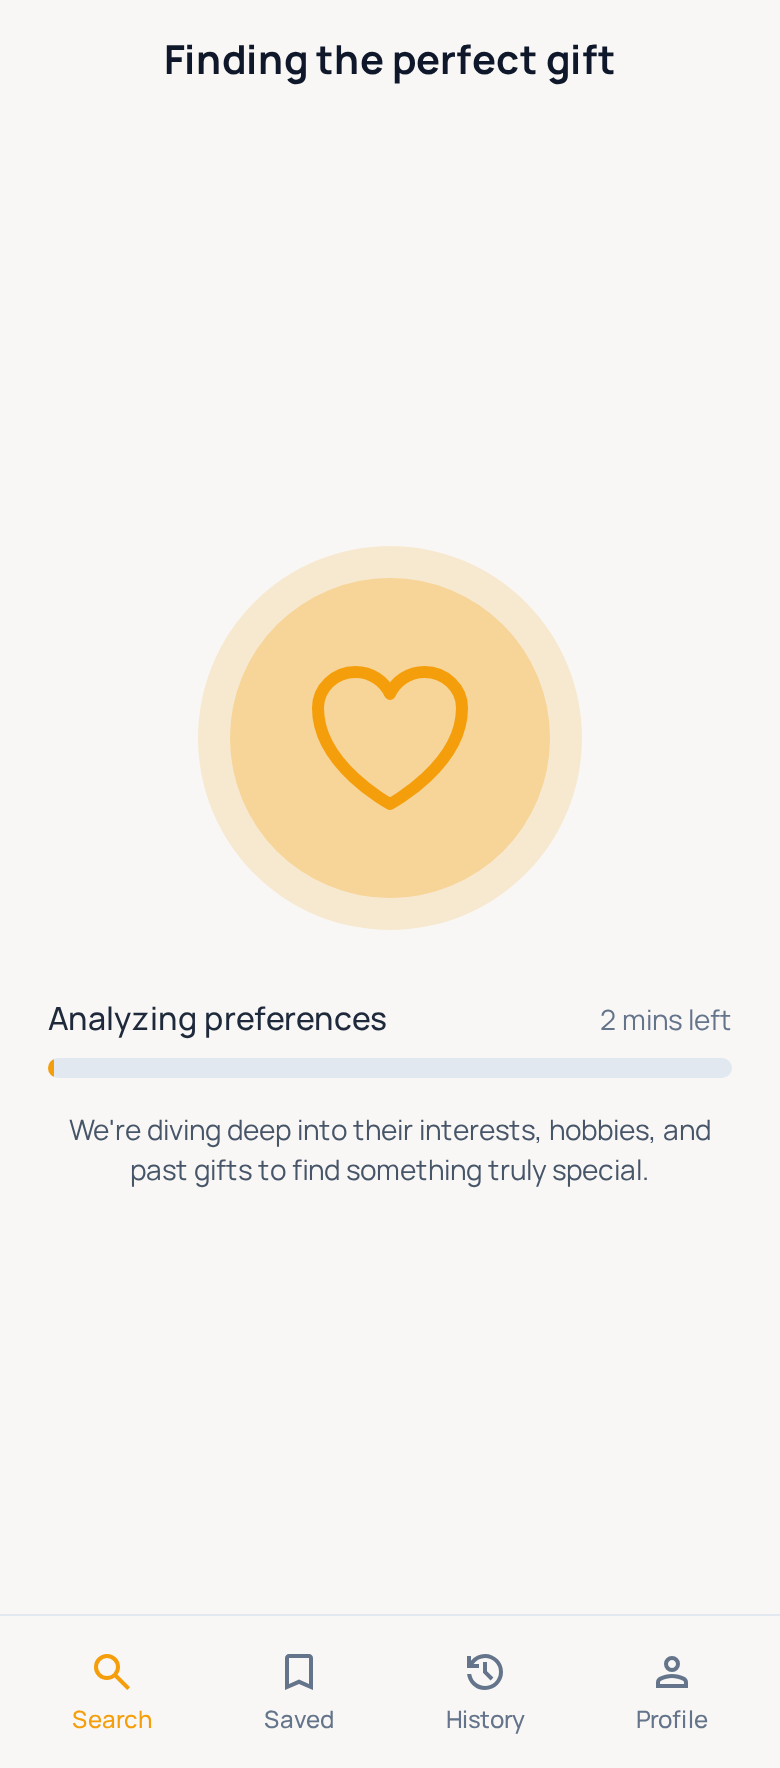 Finding the perfect gift
Analyzing preferences
2 mins left
We're diving deep into their interests, hobbies, and
past gifts to find something truly special.
Search
Saved
History
Profile